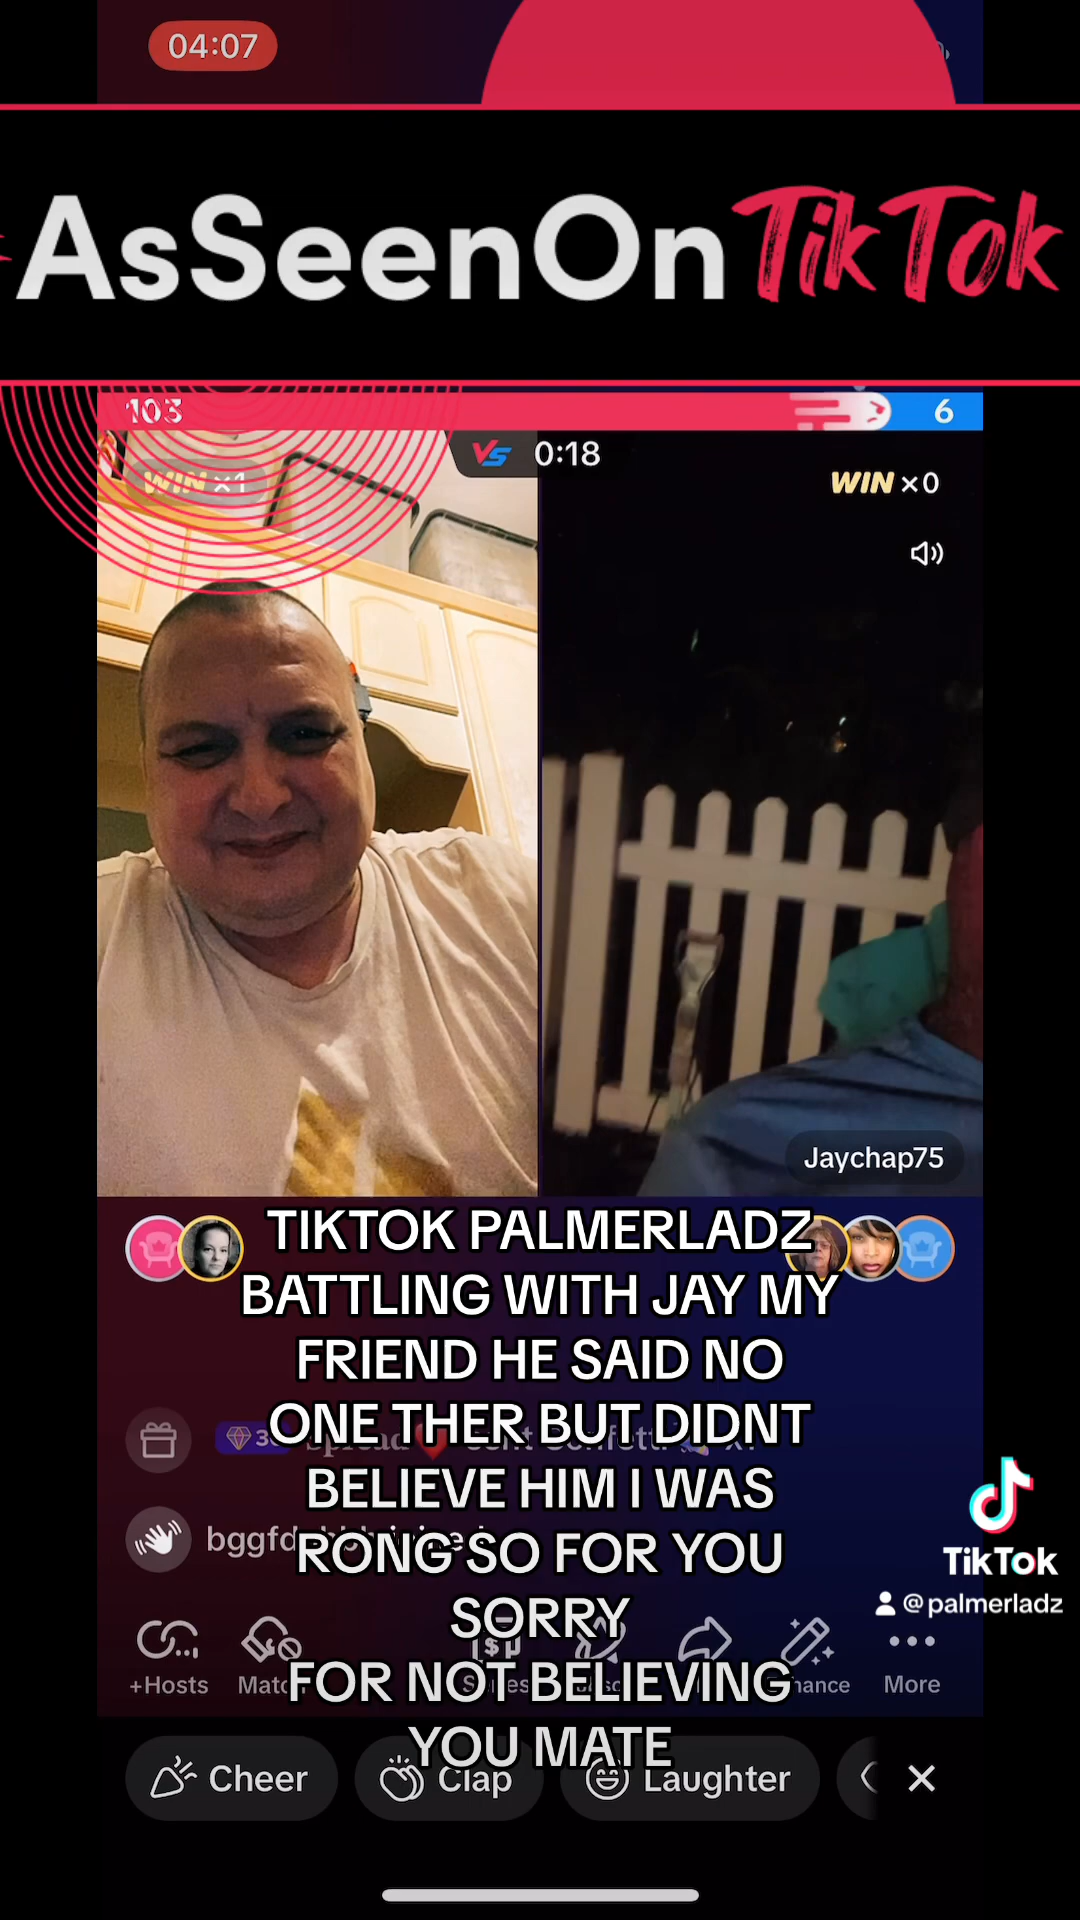 04:07
AsSeenOnTikTok
103
6
VS 0:18
WIN ×1
WIN ×0
Jaychap75
TIKTOK PALMERLADZ
BATTLING WITH JAY MY
FRIEND HE SAID NO
ONE THER BUT DIDNT
BELIEVE HIM I WAS
RONG SO FOR YOU
SORRY
FOR NOT BELIEVING
YOU MATE
TikTok
@palmerladz
+Hosts
More
Cheer
Clap
Laughter